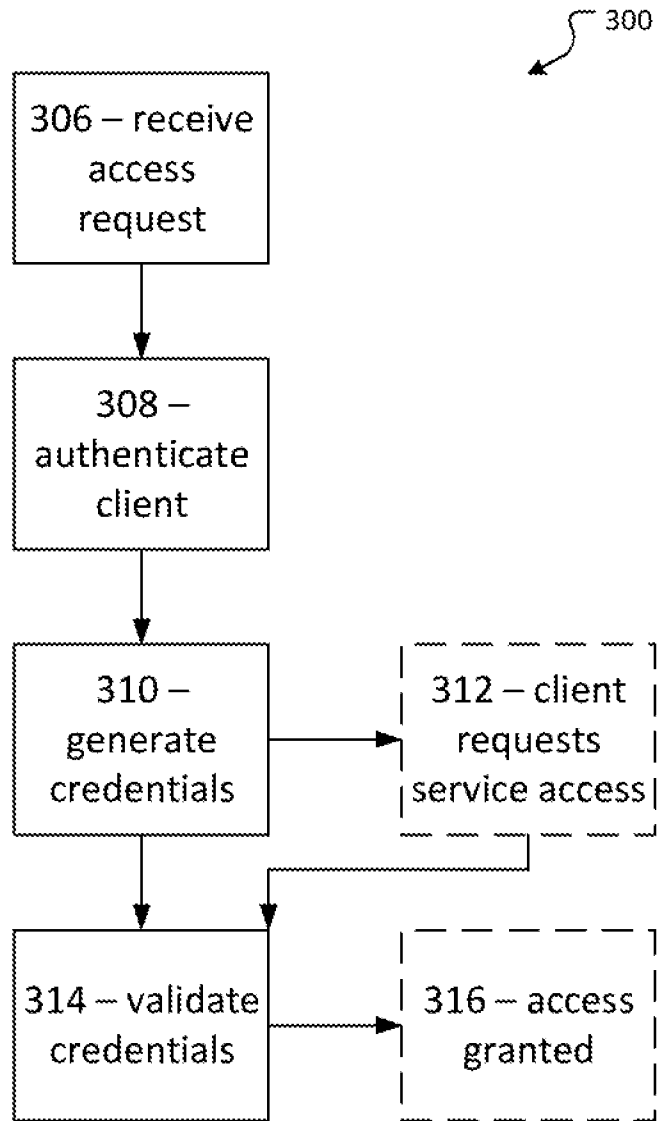 300
306 – receive
access
request
308 –
authenticate
client
310 –
generate
credentials
312 – client
requests
service access
314 – validate
credentials
316 – access
granted